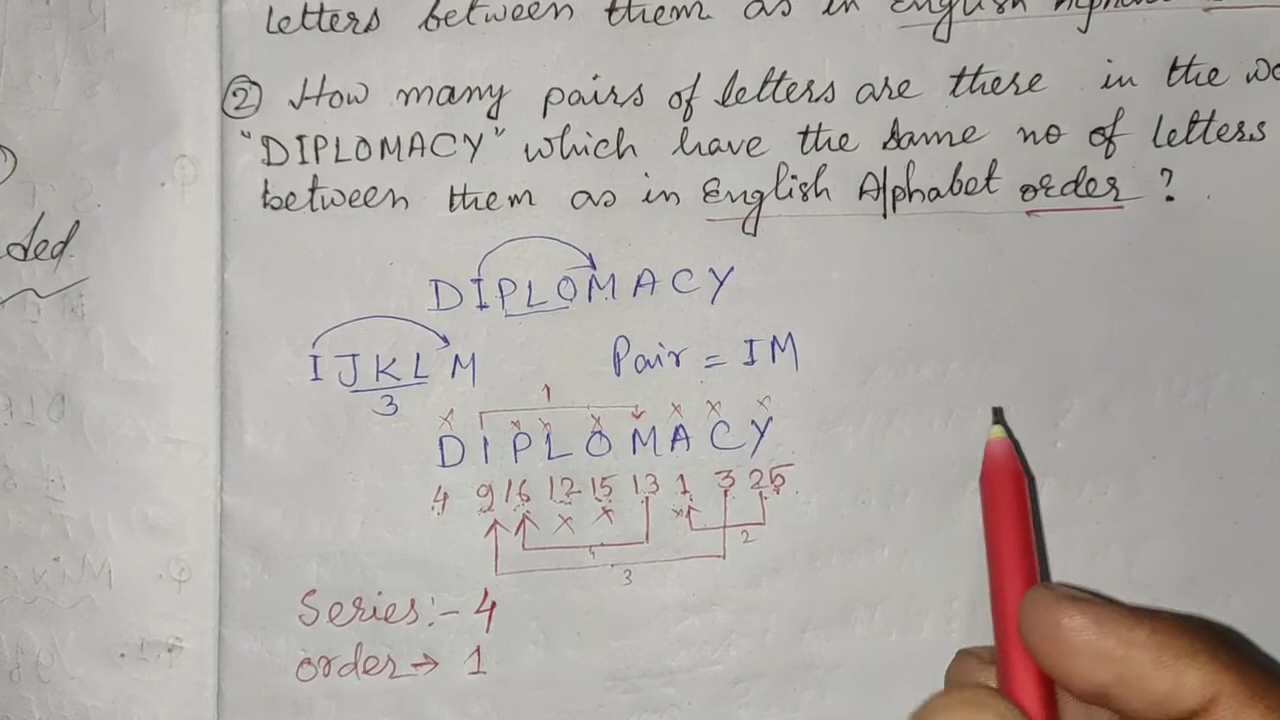 letters between them as in English
② How many pairs of letters are there in the
"DIPLOMACY" which have the same no of letters
between them as in English Alphabet order ?
ded.
DIPLOMACY
I J K L M
3
Pair = IM
1
x x x x x x x
D I P L O M A C Y
4 9 16 12 15 13 1 3 25
x x x
2
3
Series:- 4
order → 1